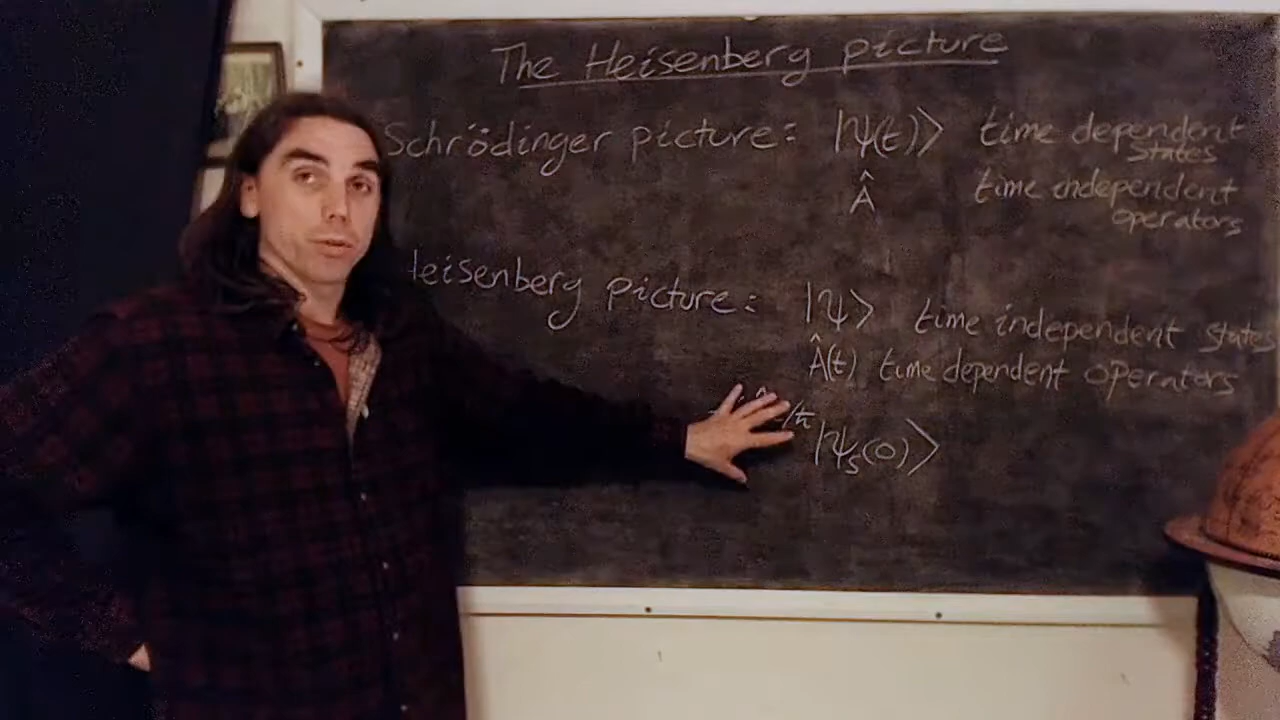 The Heisenberg picture
Schrödinger picture: |ψ(t)⟩ time dependent states
Â time independent operators
Heisenberg picture: |ψ⟩ time independent states
Â(t) time dependent operators
/ħ |ψₛ(0)⟩